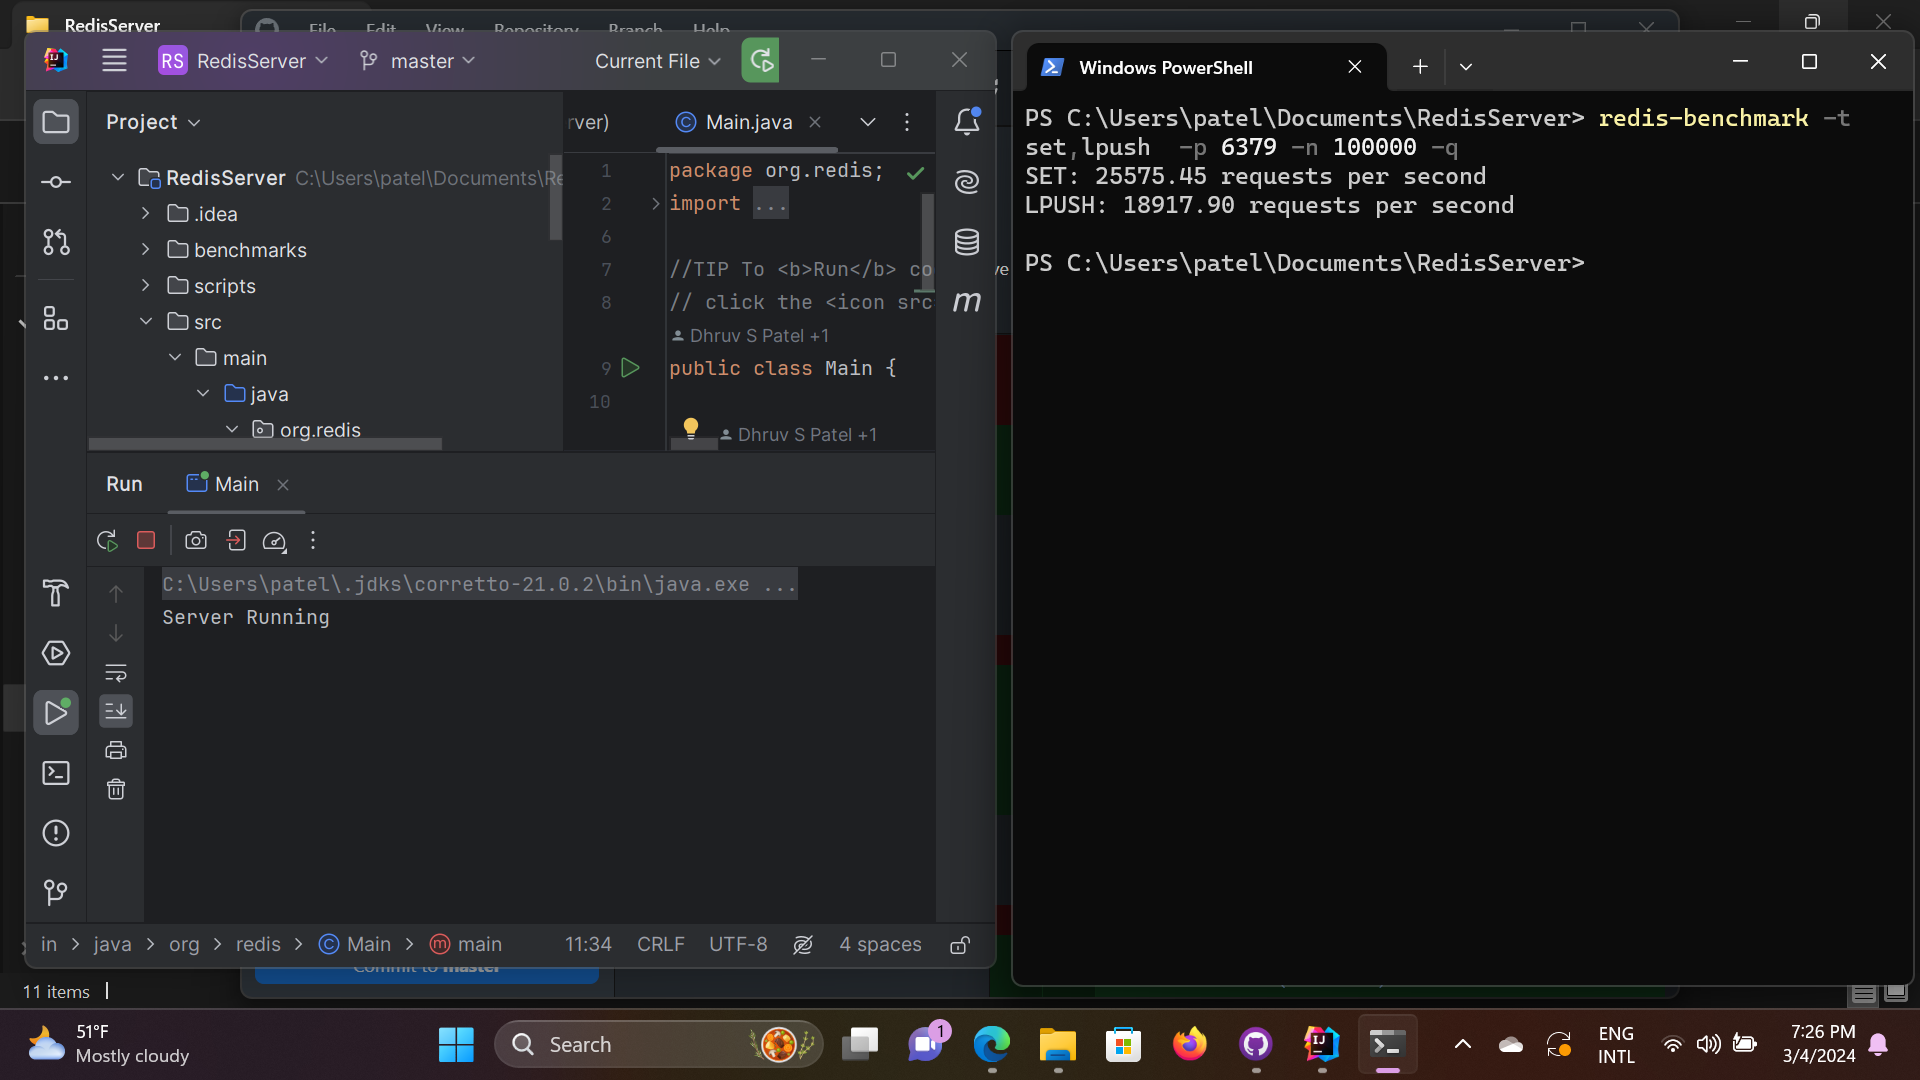 RedisServer
File Edit View Repository Branch Help
RS RedisServer master Current File
Project
RedisServer C:\Users\patel\Documents\Re
.idea
benchmarks
scripts
src
main
java
org.redis
rver) Main.java
1 package org.redis;
2 import ...
6
7 //TIP To <b>Run</b> co
8 // click the <icon src
Dhruv S Patel +1
9 public class Main {
10
Dhruv S Patel +1
m
Run Main
C:\Users\patel\.jdks\corretto-21.0.2\bin\java.exe ...
Server Running
in > java > org > redis > Main > main 11:34 CRLF UTF-8 4 spaces
Commit to master
11 items
ve
Windows PowerShell
PS C:\Users\patel\Documents\RedisServer> redis-benchmark -t
set,lpush  -p 6379 -n 100000 -q
SET: 25575.45 requests per second
LPUSH: 18917.90 requests per second
PS C:\Users\patel\Documents\RedisServer>
51°F
Mostly cloudy
Search
1
IJ
ENG
INTL
7:26 PM
3/4/2024